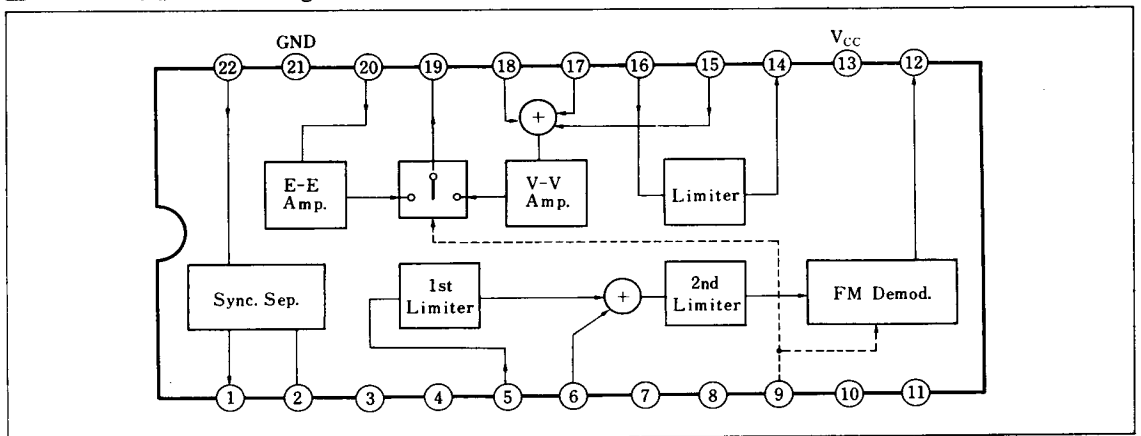 GND
V_CC
22 21 20 19 18 17 16 15 14 13 12
+
E-E
Amp.
V-V
Amp.
Limiter
Sync. Sep.
1st
Limiter
+
2nd
Limiter
FM Demod.
1 2 3 4 5 6 7 8 9 10 11